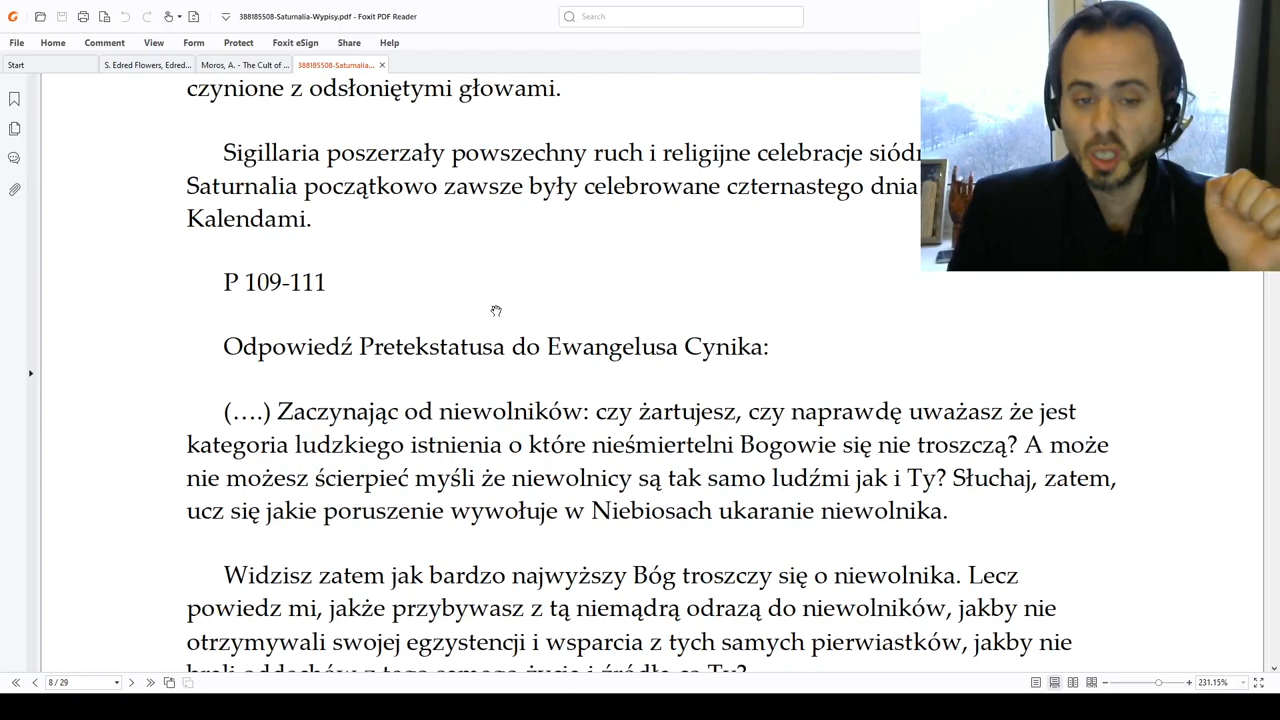 388185508-Saturnalia-Wypisy.pdf - Foxit PDF Reader
Search
File Home Comment View Form Protect Foxit eSign Share Help
Start S. Edred Flowers, Edred... Moros, A. - The Cult of ... 388185508-Saturnalia...
czynione z odsłoniętymi głowami.
Sigillaria poszerzały powszechny ruch i religijne celebracje
Saturnalia początkowo zawsze były celebrowane czternastego dnia
Kalendami.
P 109-111
Odpowiedź Pretekstatusa do Ewangelusa Cynika:
(….) Zaczynając od niewolników: czy żartujesz, czy naprawdę uważasz że jest
kategoria ludzkiego istnienia o które nieśmiertelni Bogowie się nie troszczą? A może
nie możesz ścierpieć myśli że niewolnicy są tak samo ludźmi jak i Ty? Słuchaj, zatem,
ucz się jakie poruszenie wywołuje w Niebiosach ukaranie niewolnika.
Widzisz zatem jak bardzo najwyższy Bóg troszczy się o niewolnika. Lecz
powiedz mi, jakże przybywasz z tą niemądrą odrazą do niewolników, jakby nie
otrzymywali swojej egzystencji i wsparcia z tych samych pierwiastków, jakby nie
8 / 29
231.15%